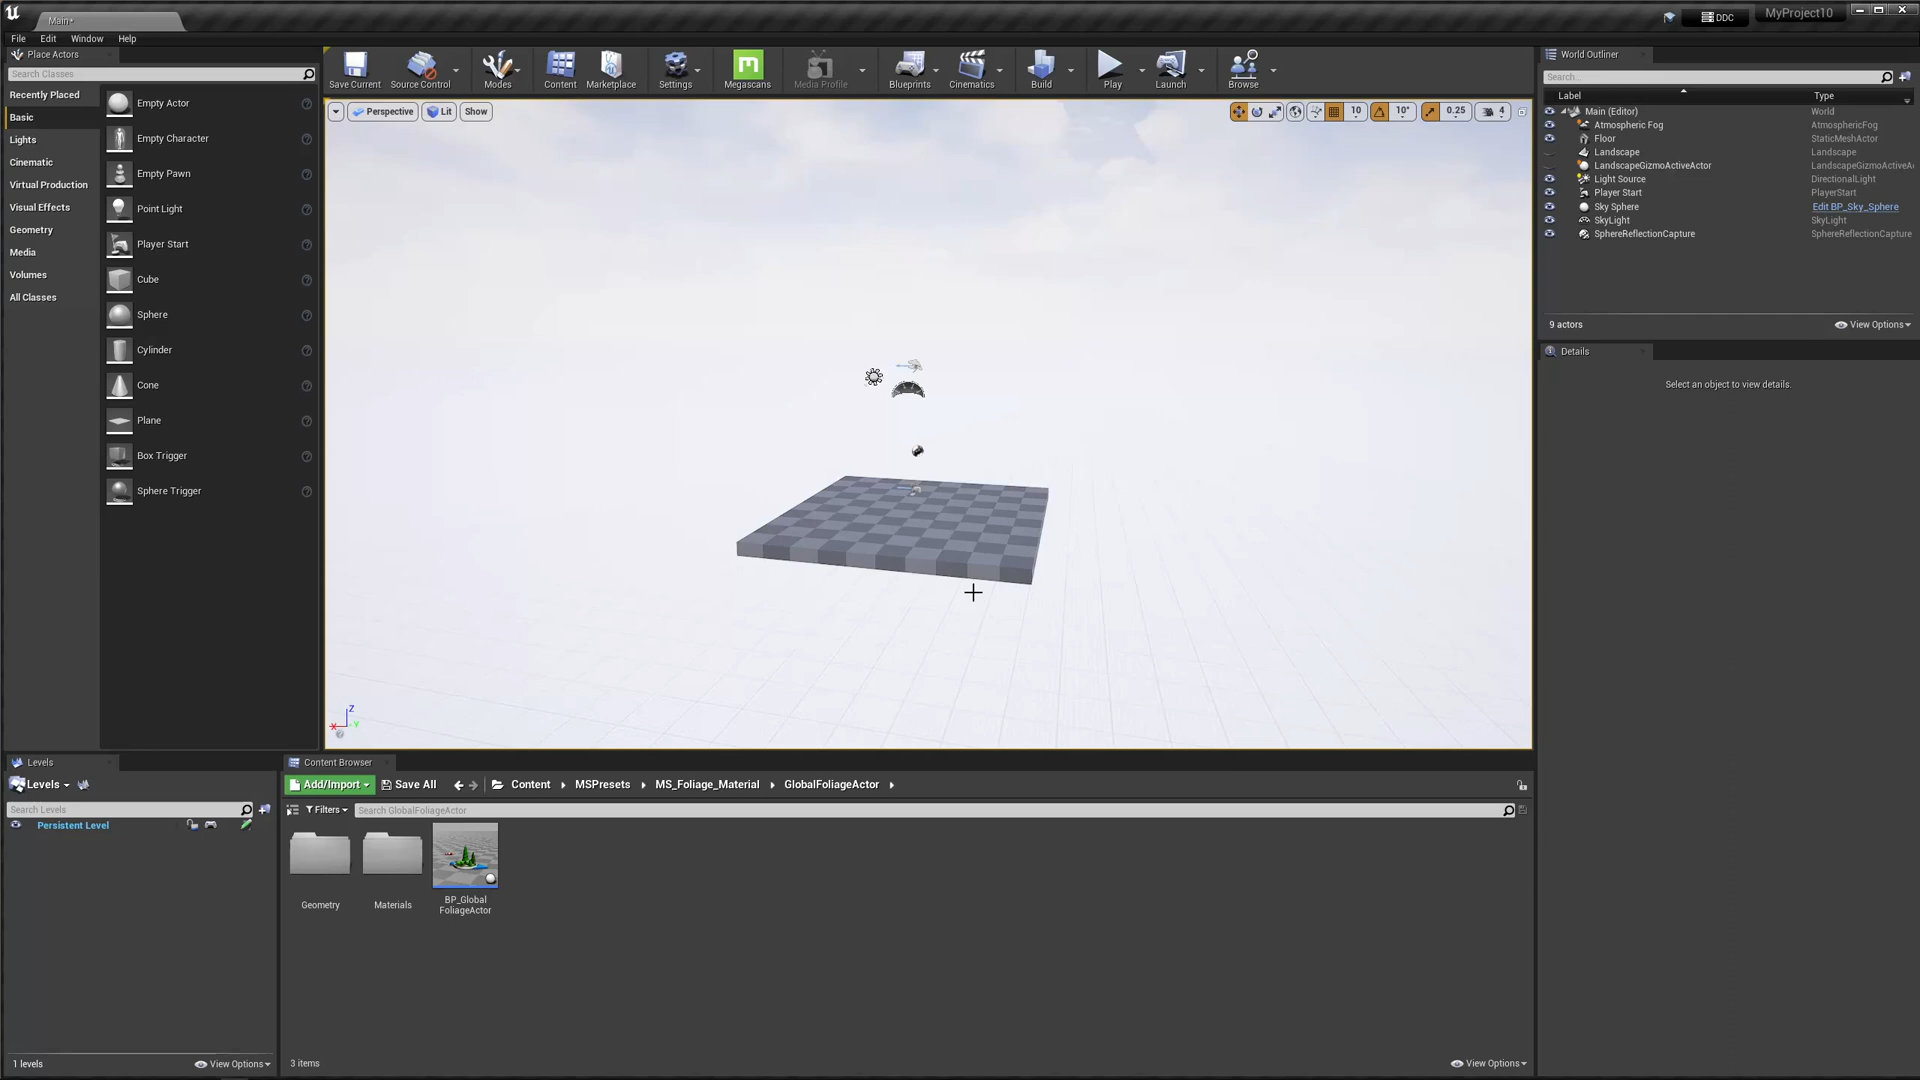 Main*
DDC
MyProject10
File Edit Window Help
Place Actors
Search Classes
Recently Placed
Basic
Lights
Cinematic
Virtual Production
Visual Effects
Geometry
Media
Volumes
All Classes
Empty Actor
Empty Character
Empty Pawn
Point Light
Player Start
Cube
Sphere
Cylinder
Cone
Plane
Box Trigger
Sphere Trigger
Save Current Source Control Modes Content Marketplace Settings Megascans Media Profile Blueprints Cinematics Build Play Launch Browse
Perspective Lit Show
10 10° 0.25 4
Z
X Y
World Outliner
Search...
Label Type
Main (Editor) World
Atmospheric Fog AtmosphericFog
Floor StaticMeshActor
Landscape Landscape
LandscapeGizmoActiveActor LandscapeGizmoActiveA
Light Source DirectionalLight
Player Start PlayerStart
Sky Sphere Edit BP_Sky_Sphere
SkyLight SkyLight
SphereReflectionCapture SphereReflectionCapture
9 actors View Options
Details
Select an object to view details.
Levels
Levels
Search Levels
Persistent Level
1 levels View Options
Content Browser
Add/Import Save All Content MSPresets MS_Foliage_Material GlobalFoliageActor
Filters Search GlobalFoliageActor
Geometry
Materials
BP_Global
FoliageActor
3 items View Options